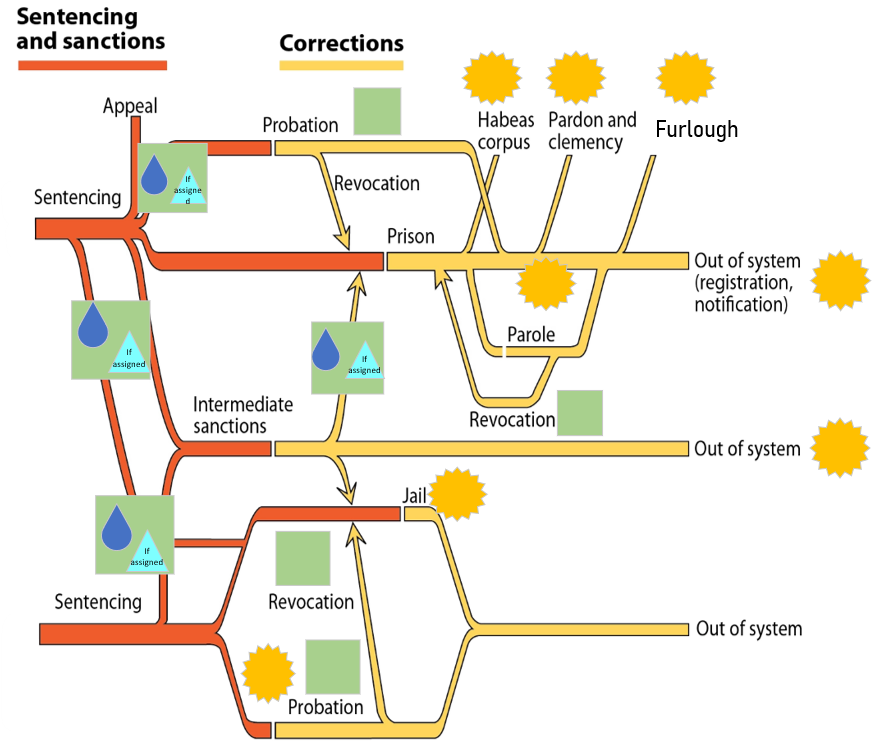 Sentencing
and sanctions
Corrections
Appeal
Probation
Habeas
corpus
Pardon and
clemency
Furlough
If
assigne
d
Revocation
Sentencing
Prison
Out of system
(registration,
notification)
If
assigned
Parole
If
assigned
Intermediate
sanctions
Revocation
Out of system
Jail
If
assigned
Sentencing
Revocation
Out of system
Probation